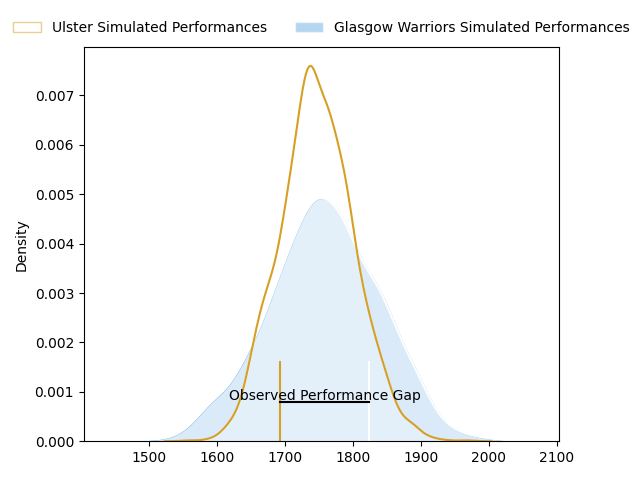 Ulster Simulated Performances Glasgow Warriors Simulated Performances
0.007
0.006
0.005
0.004
0.003
0.002
0.001
0.000
Density
Observed Performance Gap
1500 1600 1700 1800 1900 2000 2100